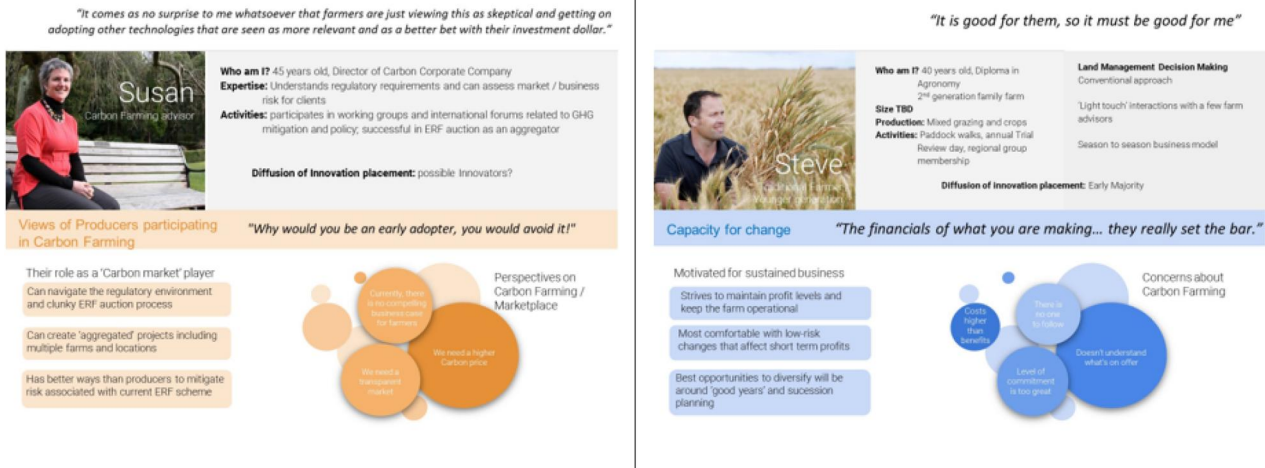 "It comes as no surprise to me whatsoever that farmers are just viewing this as skeptical and getting on
adopting other technologies that are seen as more relevant and as a better bet with their investment dollar."
Susan
Carbon Farming advisor
Who am I? 45 years old, Director of Carbon Corporate Company
Expertise: Understands regulatory requirements and can assess market / business
risk for clients
Activities: participates in working groups and international forums related to GHG
mitigation and policy; successful in ERF auction as an aggregator
Diffusion of Innovation placement: possible Innovators?
Views of Producers participating
in Carbon Farming
"Why would you be an early adopter, you would avoid it!"
Their role as a 'Carbon market' player
Can navigate the regulatory environment
and clunky ERF auction process
Can create 'aggregated' projects including
multiple farms and locations
Has better ways than producers to mitigate
risk associated with current ERF scheme
Currently, there
is no compelling
business case
for farmers
We need a higher
Carbon price
We need a
transparent
market
Perspectives on
Carbon Farming /
Marketplace
"It is good for them, so it must be good for me"
Steve
Traditional Farmer
Younger generation
Who am I? 40 years old, Diploma in
Agronomy
2nd generation family farm
Size TBD
Production: Mixed grazing and crops
Activities: Paddock walks, annual Trial
Review day, regional group
membership
Land Management Decision Making
Conventional approach
'Light touch' interactions with a few farm
advisors
Season to season business model
Diffusion of Innovation placement: Early Majority
Capacity for change
"The financials of what you are making... they really set the bar."
Motivated for sustained business
Strives to maintain profit levels and
keep the farm operational
Most comfortable with low-risk
changes that affect short term profits
Best opportunities to diversify will be
around 'good years' and sucession
planning
Costs
higher
than
benefits
There is
no one
to follow
Doesn't understand
what's on offer
Level of
commitment
is too great
Concerns about
Carbon Farming